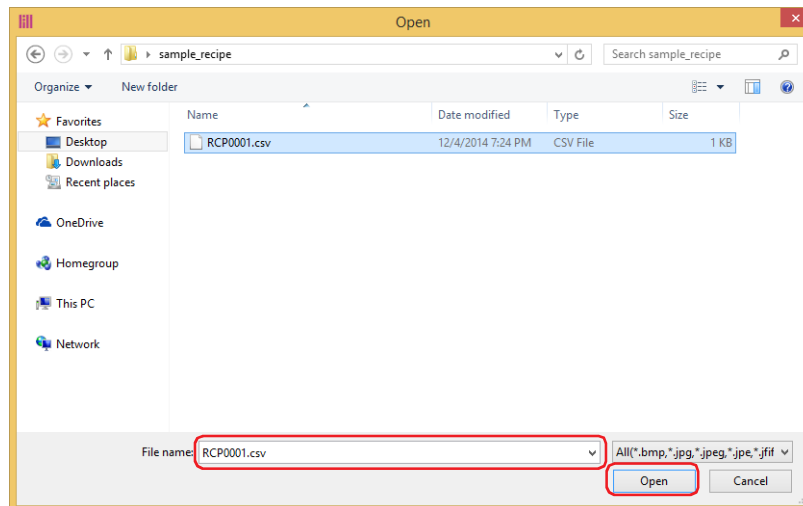 Open
sample_recipe
Search sample_recipe
Organize
New folder
Name
Date modified
Type
Size
Favorites
Desktop
Downloads
Recent places
RCP0001.csv
12/4/2014 7:24 PM
CSV File
1 KB
OneDrive
Homegroup
This PC
Network
File name:
RCP0001.csv
All(*.bmp,*.jpg,*.jpeg,*.jpe,*.jfif
Open
Cancel